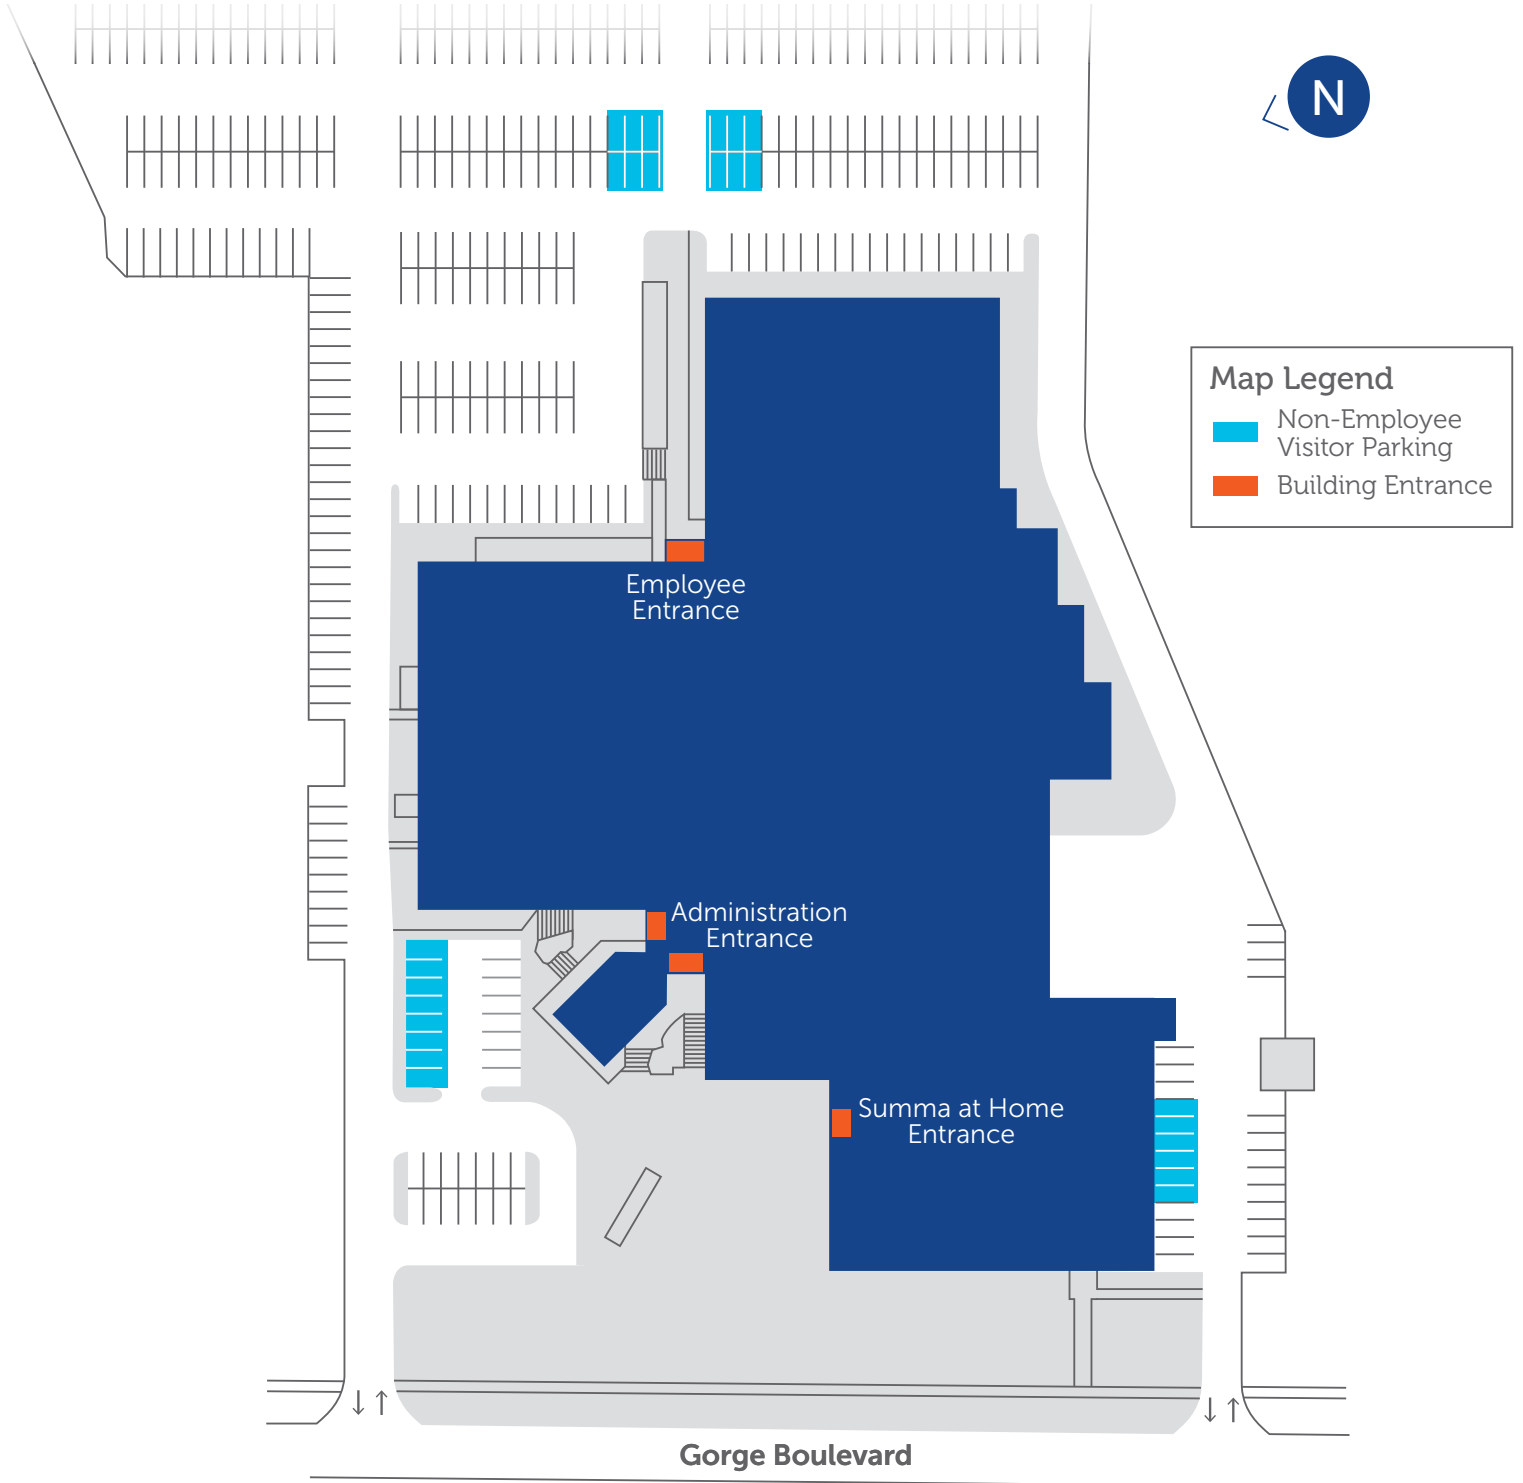 N
Map Legend
Non-Employee
Visitor Parking
Building Entrance
Employee
Entrance
Administration
Entrance
Summa at Home
Entrance
Gorge Boulevard